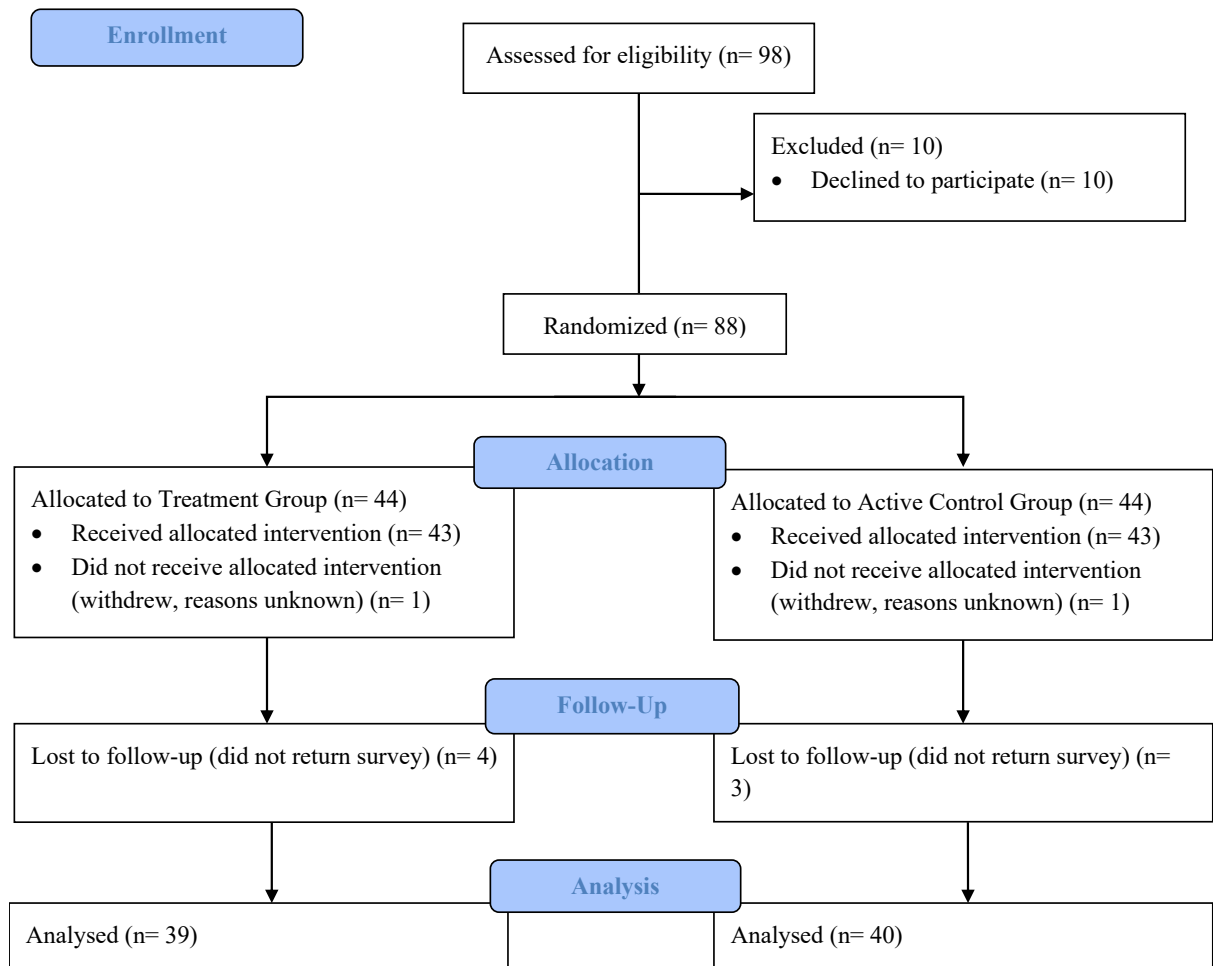 Enrollment
Assessed for eligibility (n= 98)
Excluded (n= 10)
• Declined to participate (n= 10)
Randomized (n= 88)
Allocation
Allocated to Treatment Group (n= 44)
• Received allocated intervention (n= 43)
• Did not receive allocated intervention
(withdrew, reasons unknown) (n= 1)
Allocated to Active Control Group (n= 44)
• Received allocated intervention (n= 43)
• Did not receive allocated intervention
(withdrew, reasons unknown) (n= 1)
Follow-Up
Lost to follow-up (did not return survey) (n= 4)
Lost to follow-up (did not return survey) (n=
3)
Analysis
Analysed (n= 39)
Analysed (n= 40)